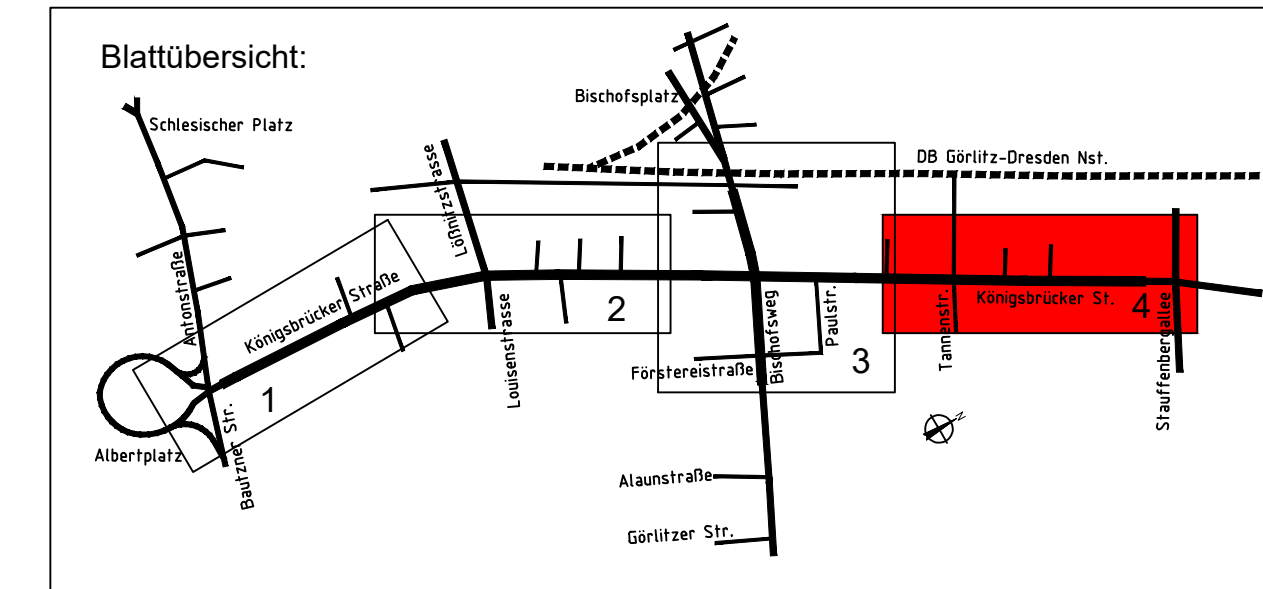 Blattübersicht:
Schlesischer Platz
Bischofsplatz
DB Görlitz-Dresden Nst.
Lößnitzstrasse
Antonstraße
Königsbrücker Straße
1
Albertplatz
Bautzner Str.
Louisenstrasse
2
Bischofsweg
Paulstr.
Förstereistraße
3
Königsbrücker St.
4
Tannenstr.
Stauffenbergallee
N
Alaunstraße
Görlitzer Str.